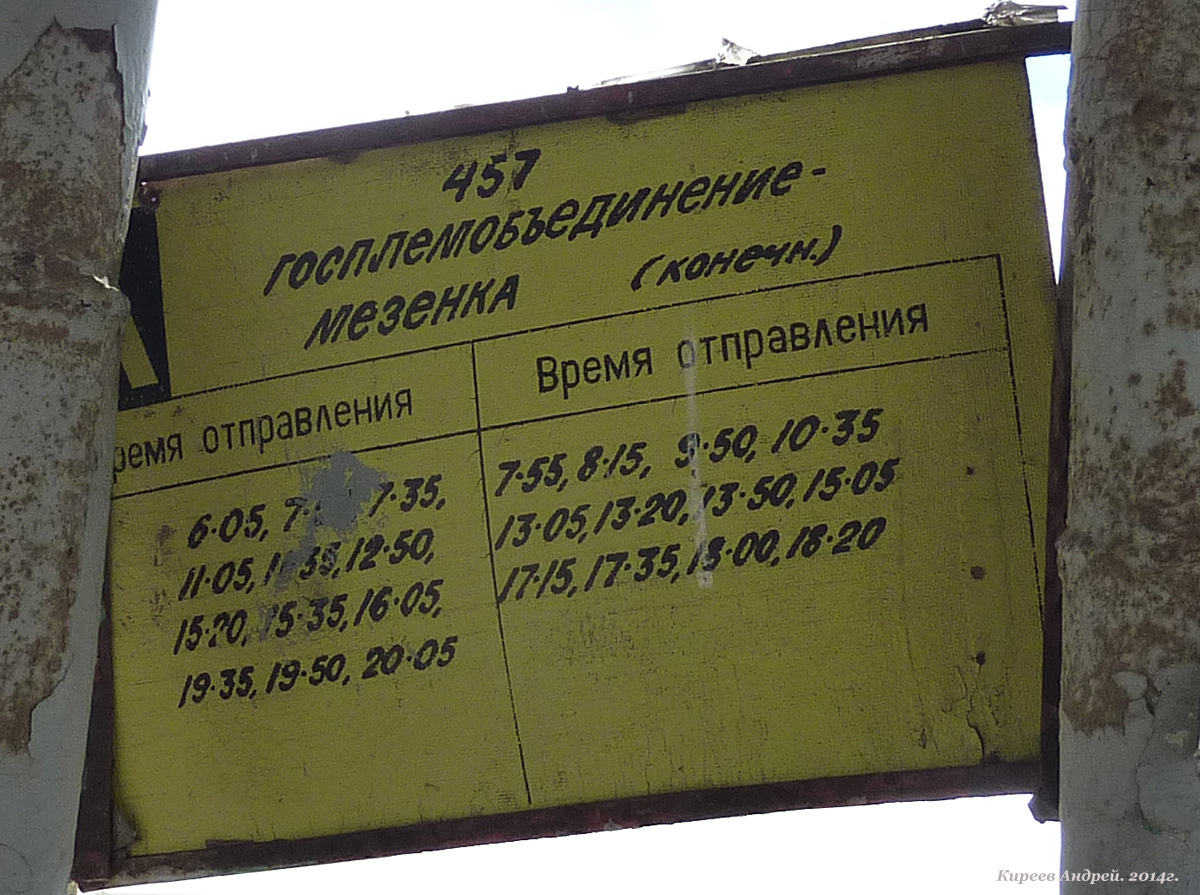 457
ГОСПЛЕМОБЪЕДИНЕНИЕ-
МЕЗЕНКА (КОНЕЧН.)
ремя отправления
Время отправления
6·05, 7·35,
11·05, 12·50,
15·20, 15·35, 16·05,
19·35, 19·50, 20·05
7·55, 8·15, 9·50, 10·35
13·05, 13·20, 13·50, 15·05
17·15, 17·35, 18·00, 18·20
Киреев Андрей. 2014г.